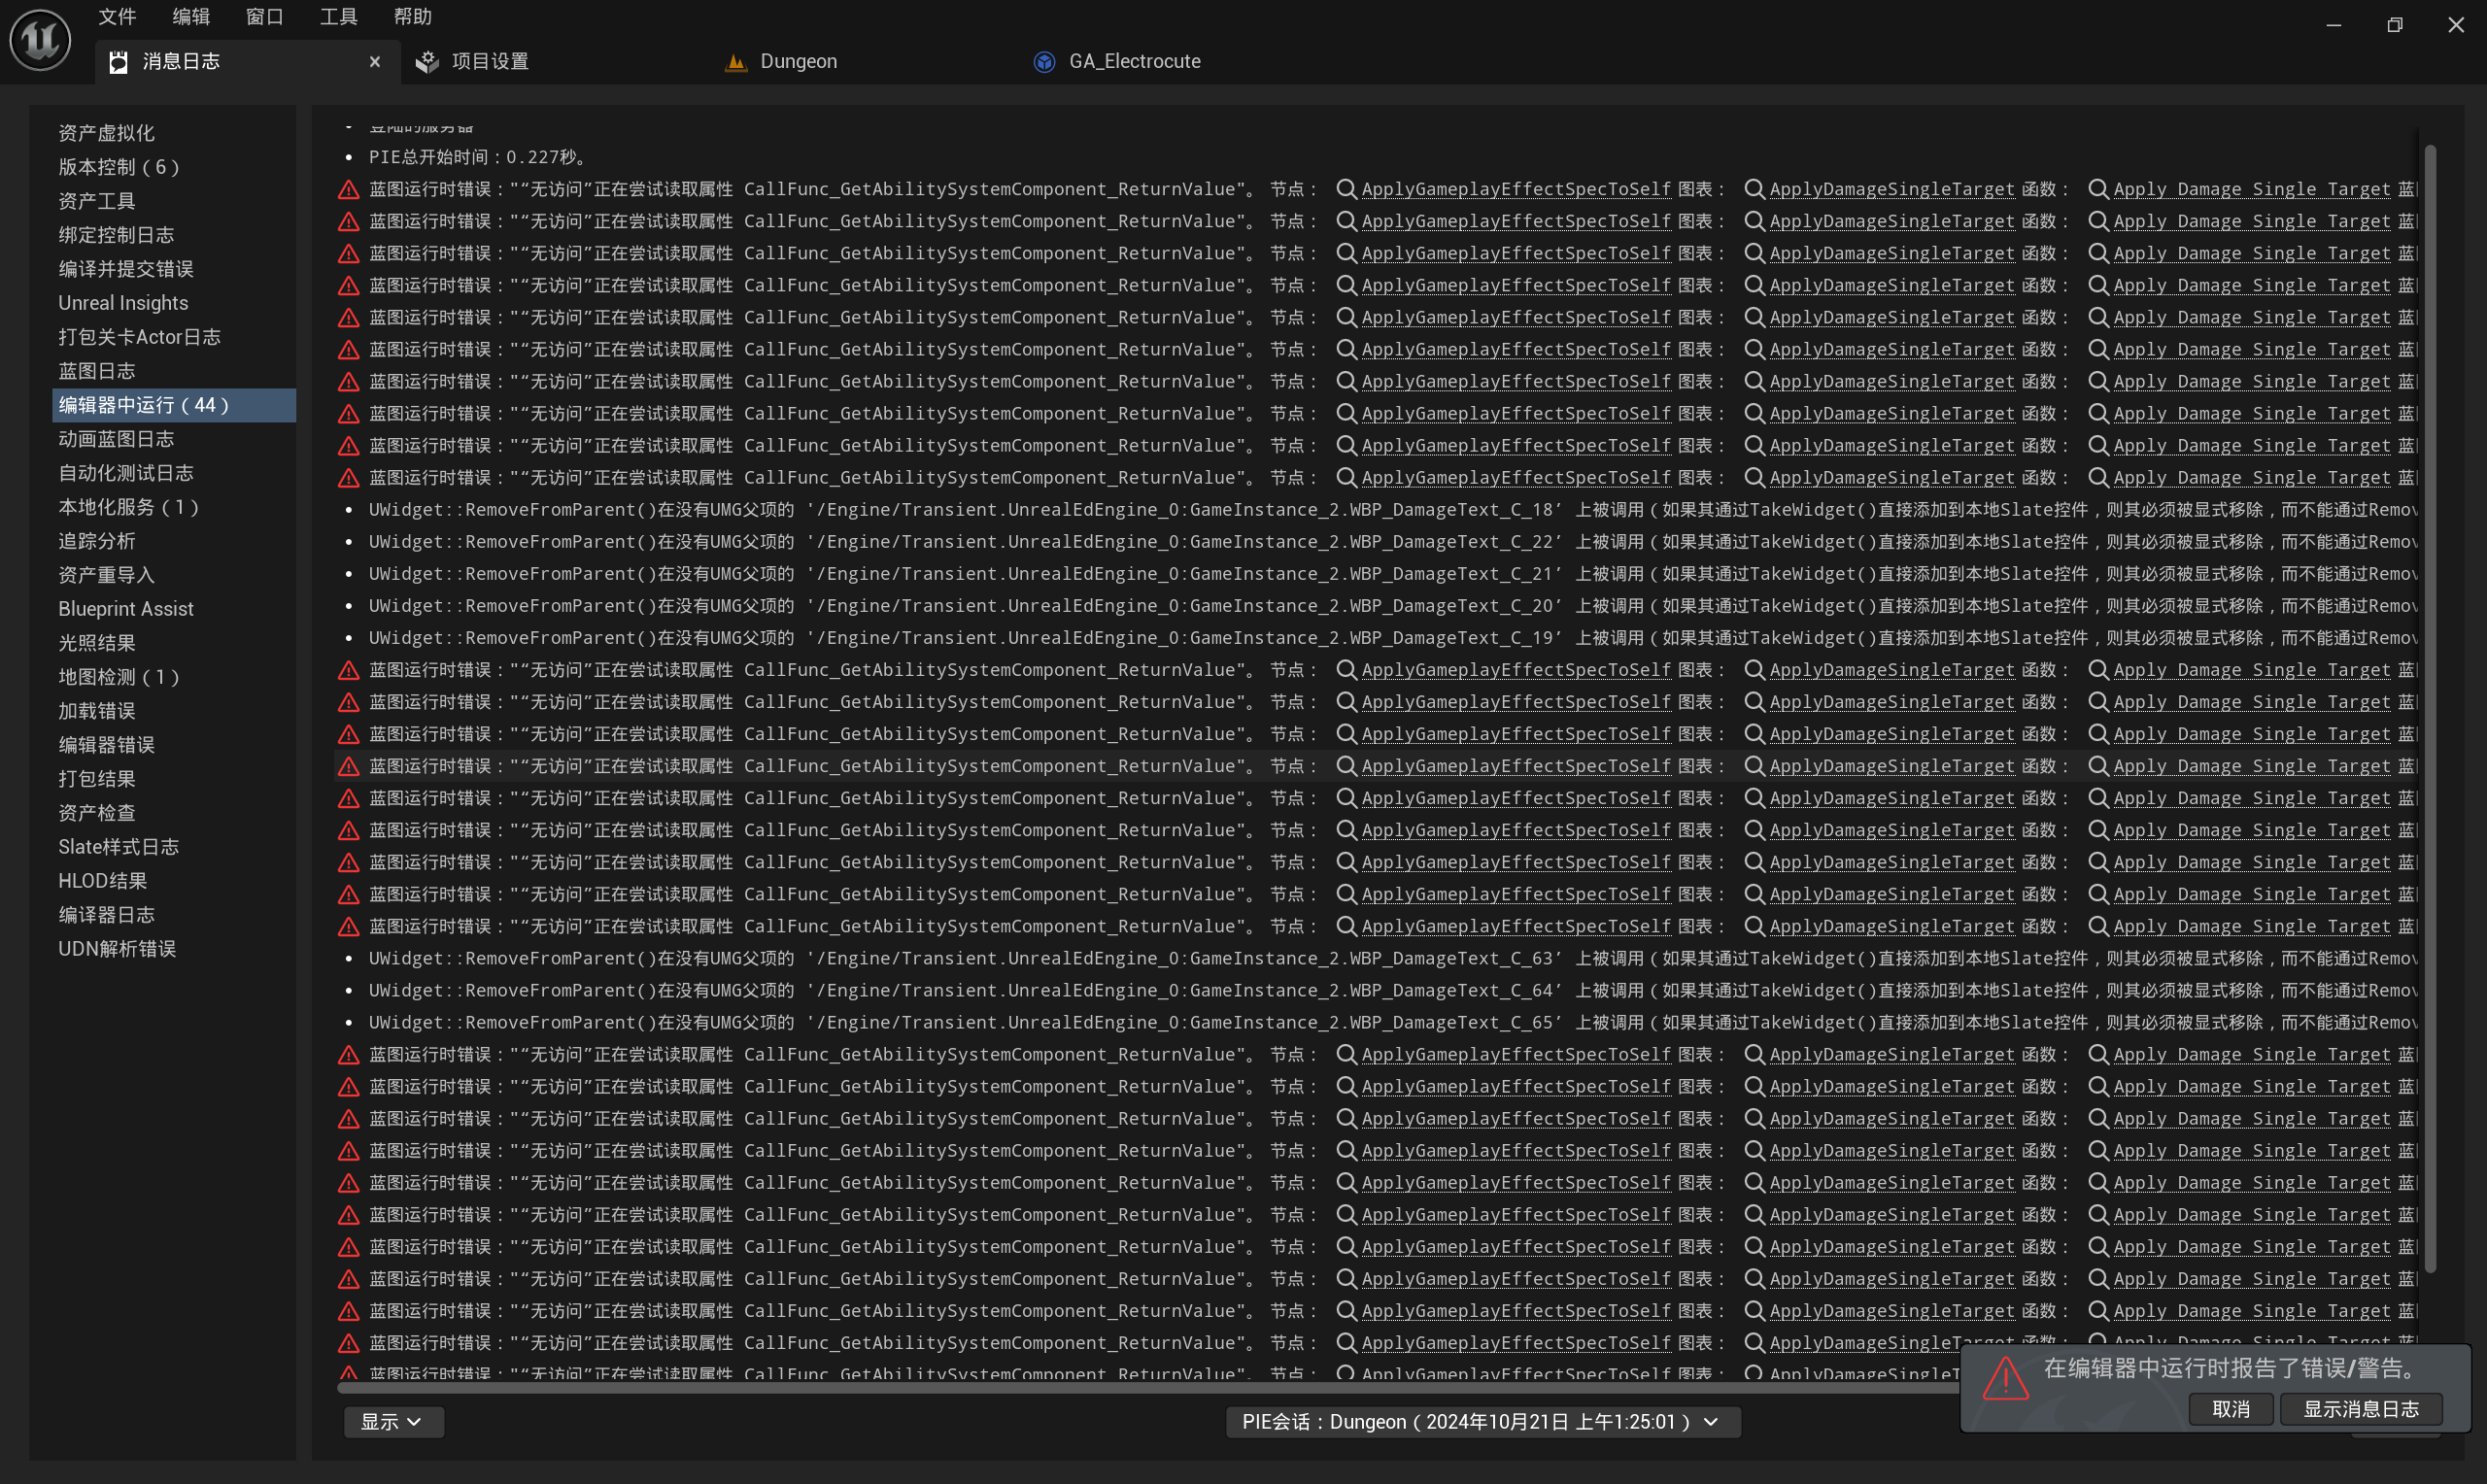 文件 编辑 窗口 工具 帮助
消息日志 项目设置 Dungeon GA_Electrocute
资产虚拟化
版本控制（6）
资产工具
绑定控制日志
编译并提交错误
Unreal Insights
打包关卡Actor日志
蓝图日志
编辑器中运行（44）
动画蓝图日志
自动化测试日志
本地化服务（1）
追踪分析
资产重导入
Blueprint Assist
光照结果
地图检测（1）
加载错误
编辑器错误
打包结果
资产检查
Slate样式日志
HLOD结果
编译器日志
UDN解析错误
登陆的服务器
PIE总开始时间：0.227秒。
蓝图运行时错误："“无访问”正在尝试读取属性 CallFunc_GetAbilitySystemComponent_ReturnValue"。 节点： ApplyGameplayEffectSpecToSelf 图表： ApplyDamageSingleTarget 函数： Apply Damage Single Target 蓝
蓝图运行时错误："“无访问”正在尝试读取属性 CallFunc_GetAbilitySystemComponent_ReturnValue"。 节点： ApplyGameplayEffectSpecToSelf 图表： ApplyDamageSingleTarget 函数： Apply Damage Single Target 蓝
蓝图运行时错误："“无访问”正在尝试读取属性 CallFunc_GetAbilitySystemComponent_ReturnValue"。 节点： ApplyGameplayEffectSpecToSelf 图表： ApplyDamageSingleTarget 函数： Apply Damage Single Target 蓝
蓝图运行时错误："“无访问”正在尝试读取属性 CallFunc_GetAbilitySystemComponent_ReturnValue"。 节点： ApplyGameplayEffectSpecToSelf 图表： ApplyDamageSingleTarget 函数： Apply Damage Single Target 蓝
蓝图运行时错误："“无访问”正在尝试读取属性 CallFunc_GetAbilitySystemComponent_ReturnValue"。 节点： ApplyGameplayEffectSpecToSelf 图表： ApplyDamageSingleTarget 函数： Apply Damage Single Target 蓝
蓝图运行时错误："“无访问”正在尝试读取属性 CallFunc_GetAbilitySystemComponent_ReturnValue"。 节点： ApplyGameplayEffectSpecToSelf 图表： ApplyDamageSingleTarget 函数： Apply Damage Single Target 蓝
蓝图运行时错误："“无访问”正在尝试读取属性 CallFunc_GetAbilitySystemComponent_ReturnValue"。 节点： ApplyGameplayEffectSpecToSelf 图表： ApplyDamageSingleTarget 函数： Apply Damage Single Target 蓝
蓝图运行时错误："“无访问”正在尝试读取属性 CallFunc_GetAbilitySystemComponent_ReturnValue"。 节点： ApplyGameplayEffectSpecToSelf 图表： ApplyDamageSingleTarget 函数： Apply Damage Single Target 蓝
蓝图运行时错误："“无访问”正在尝试读取属性 CallFunc_GetAbilitySystemComponent_ReturnValue"。 节点： ApplyGameplayEffectSpecToSelf 图表： ApplyDamageSingleTarget 函数： Apply Damage Single Target 蓝
蓝图运行时错误："“无访问”正在尝试读取属性 CallFunc_GetAbilitySystemComponent_ReturnValue"。 节点： ApplyGameplayEffectSpecToSelf 图表： ApplyDamageSingleTarget 函数： Apply Damage Single Target 蓝
UWidget::RemoveFromParent()在没有UMG父项的 '/Engine/Transient.UnrealEdEngine_0:GameInstance_2.WBP_DamageText_C_18’ 上被调用（如果其通过TakeWidget()直接添加到本地Slate控件，则其必须被显式移除，而不能通过Remov
UWidget::RemoveFromParent()在没有UMG父项的 '/Engine/Transient.UnrealEdEngine_0:GameInstance_2.WBP_DamageText_C_22’ 上被调用（如果其通过TakeWidget()直接添加到本地Slate控件，则其必须被显式移除，而不能通过Remov
UWidget::RemoveFromParent()在没有UMG父项的 '/Engine/Transient.UnrealEdEngine_0:GameInstance_2.WBP_DamageText_C_21’ 上被调用（如果其通过TakeWidget()直接添加到本地Slate控件，则其必须被显式移除，而不能通过Remov
UWidget::RemoveFromParent()在没有UMG父项的 '/Engine/Transient.UnrealEdEngine_0:GameInstance_2.WBP_DamageText_C_20’ 上被调用（如果其通过TakeWidget()直接添加到本地Slate控件，则其必须被显式移除，而不能通过Remov
UWidget::RemoveFromParent()在没有UMG父项的 '/Engine/Transient.UnrealEdEngine_0:GameInstance_2.WBP_DamageText_C_19’ 上被调用（如果其通过TakeWidget()直接添加到本地Slate控件，则其必须被显式移除，而不能通过Remov
蓝图运行时错误："“无访问”正在尝试读取属性 CallFunc_GetAbilitySystemComponent_ReturnValue"。 节点： ApplyGameplayEffectSpecToSelf 图表： ApplyDamageSingleTarget 函数： Apply Damage Single Target 蓝
蓝图运行时错误："“无访问”正在尝试读取属性 CallFunc_GetAbilitySystemComponent_ReturnValue"。 节点： ApplyGameplayEffectSpecToSelf 图表： ApplyDamageSingleTarget 函数： Apply Damage Single Target 蓝
蓝图运行时错误："“无访问”正在尝试读取属性 CallFunc_GetAbilitySystemComponent_ReturnValue"。 节点： ApplyGameplayEffectSpecToSelf 图表： ApplyDamageSingleTarget 函数： Apply Damage Single Target 蓝
蓝图运行时错误："“无访问”正在尝试读取属性 CallFunc_GetAbilitySystemComponent_ReturnValue"。 节点： ApplyGameplayEffectSpecToSelf 图表： ApplyDamageSingleTarget 函数： Apply Damage Single Target 蓝
蓝图运行时错误："“无访问”正在尝试读取属性 CallFunc_GetAbilitySystemComponent_ReturnValue"。 节点： ApplyGameplayEffectSpecToSelf 图表： ApplyDamageSingleTarget 函数： Apply Damage Single Target 蓝
蓝图运行时错误："“无访问”正在尝试读取属性 CallFunc_GetAbilitySystemComponent_ReturnValue"。 节点： ApplyGameplayEffectSpecToSelf 图表： ApplyDamageSingleTarget 函数： Apply Damage Single Target 蓝
蓝图运行时错误："“无访问”正在尝试读取属性 CallFunc_GetAbilitySystemComponent_ReturnValue"。 节点： ApplyGameplayEffectSpecToSelf 图表： ApplyDamageSingleTarget 函数： Apply Damage Single Target 蓝
蓝图运行时错误："“无访问”正在尝试读取属性 CallFunc_GetAbilitySystemComponent_ReturnValue"。 节点： ApplyGameplayEffectSpecToSelf 图表： ApplyDamageSingleTarget 函数： Apply Damage Single Target 蓝
蓝图运行时错误："“无访问”正在尝试读取属性 CallFunc_GetAbilitySystemComponent_ReturnValue"。 节点： ApplyGameplayEffectSpecToSelf 图表： ApplyDamageSingleTarget 函数： Apply Damage Single Target 蓝
UWidget::RemoveFromParent()在没有UMG父项的 '/Engine/Transient.UnrealEdEngine_0:GameInstance_2.WBP_DamageText_C_63’ 上被调用（如果其通过TakeWidget()直接添加到本地Slate控件，则其必须被显式移除，而不能通过Remov
UWidget::RemoveFromParent()在没有UMG父项的 '/Engine/Transient.UnrealEdEngine_0:GameInstance_2.WBP_DamageText_C_64’ 上被调用（如果其通过TakeWidget()直接添加到本地Slate控件，则其必须被显式移除，而不能通过Remov
UWidget::RemoveFromParent()在没有UMG父项的 '/Engine/Transient.UnrealEdEngine_0:GameInstance_2.WBP_DamageText_C_65’ 上被调用（如果其通过TakeWidget()直接添加到本地Slate控件，则其必须被显式移除，而不能通过Remov
蓝图运行时错误："“无访问”正在尝试读取属性 CallFunc_GetAbilitySystemComponent_ReturnValue"。 节点： ApplyGameplayEffectSpecToSelf 图表： ApplyDamageSingleTarget 函数： Apply Damage Single Target 蓝
蓝图运行时错误："“无访问”正在尝试读取属性 CallFunc_GetAbilitySystemComponent_ReturnValue"。 节点： ApplyGameplayEffectSpecToSelf 图表： ApplyDamageSingleTarget 函数： Apply Damage Single Target 蓝
蓝图运行时错误："“无访问”正在尝试读取属性 CallFunc_GetAbilitySystemComponent_ReturnValue"。 节点： ApplyGameplayEffectSpecToSelf 图表： ApplyDamageSingleTarget 函数： Apply Damage Single Target 蓝
蓝图运行时错误："“无访问”正在尝试读取属性 CallFunc_GetAbilitySystemComponent_ReturnValue"。 节点： ApplyGameplayEffectSpecToSelf 图表： ApplyDamageSingleTarget 函数： Apply Damage Single Target 蓝
蓝图运行时错误："“无访问”正在尝试读取属性 CallFunc_GetAbilitySystemComponent_ReturnValue"。 节点： ApplyGameplayEffectSpecToSelf 图表： ApplyDamageSingleTarget 函数： Apply Damage Single Target 蓝
蓝图运行时错误："“无访问”正在尝试读取属性 CallFunc_GetAbilitySystemComponent_ReturnValue"。 节点： ApplyGameplayEffectSpecToSelf 图表： ApplyDamageSingleTarget 函数： Apply Damage Single Target 蓝
蓝图运行时错误："“无访问”正在尝试读取属性 CallFunc_GetAbilitySystemComponent_ReturnValue"。 节点： ApplyGameplayEffectSpecToSelf 图表： ApplyDamageSingleTarget 函数： Apply Damage Single Target 蓝
蓝图运行时错误："“无访问”正在尝试读取属性 CallFunc_GetAbilitySystemComponent_ReturnValue"。 节点： ApplyGameplayEffectSpecToSelf 图表： ApplyDamageSingleTarget 函数： Apply Damage Single Target 蓝
蓝图运行时错误："“无访问”正在尝试读取属性 CallFunc_GetAbilitySystemComponent_ReturnValue"。 节点： ApplyGameplayEffectSpecToSelf 图表： ApplyDamageSingleTarget 函数： Apply Damage Single Target 蓝
蓝图运行时错误："“无访问”正在尝试读取属性 CallFunc_GetAbilitySystemComponent_ReturnValue"。 节点： ApplyGameplayEffectSpecToSelf 图表： ApplyDamageSingleTarget 函数： Apply Damage Single Target 蓝
蓝图运行时错误："“无访问”正在尝试读取属性 CallFunc_GetAbilitySystemComponent_ReturnValue"。 节点： ApplyGameplayEffectSpecToSelf 图表： ApplyDamageSingleT
在编辑器中运行时报告了错误/警告。
取消 显示消息日志
显示 PIE会话：Dungeon（2024年10月21日 上午1:25:01）